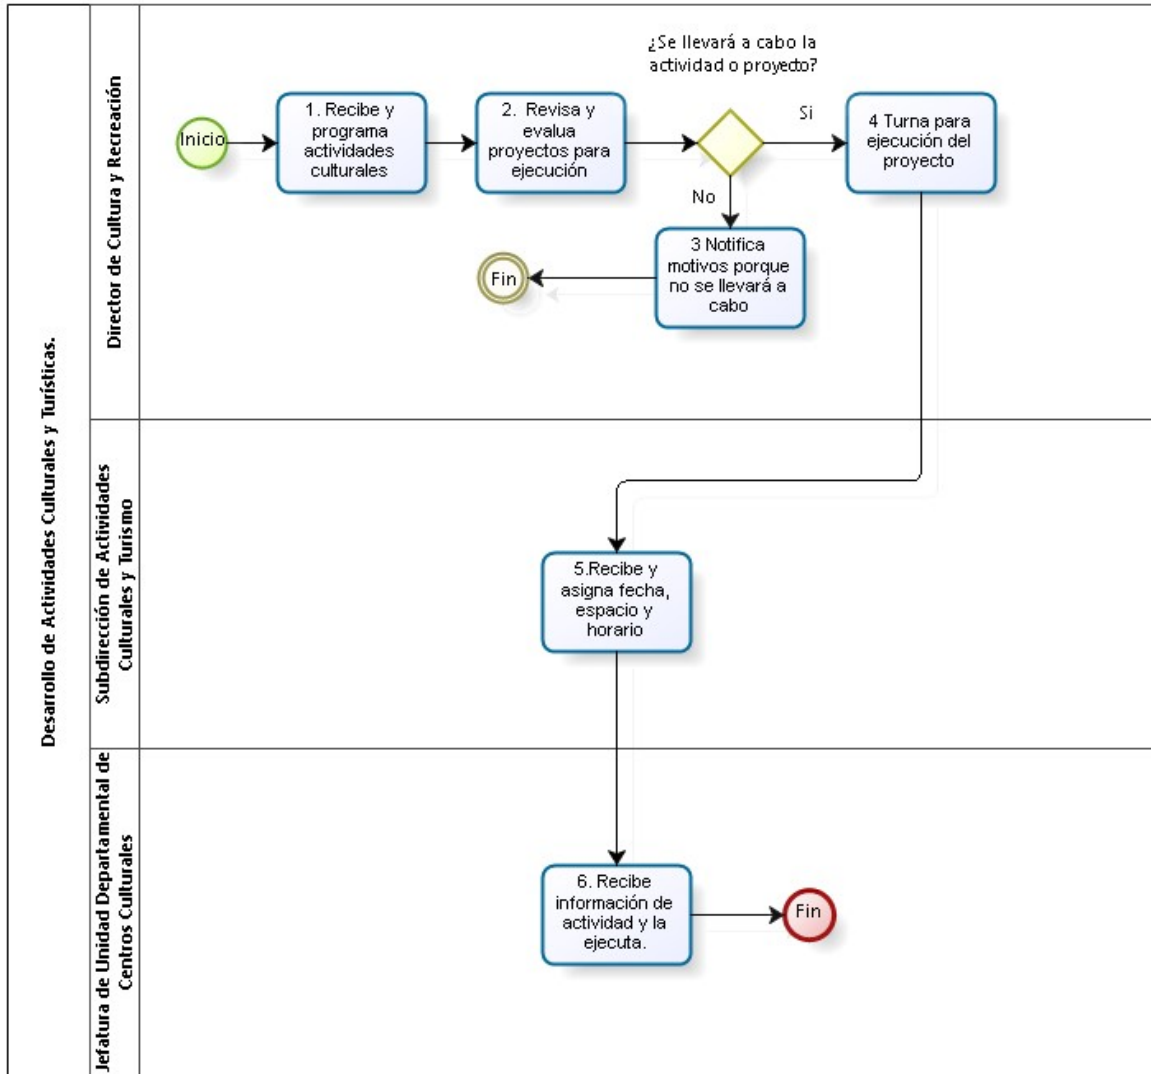 Desarrollo de Actividades Culturales y Turísticas.
Director de Cultura y Recreación
¿Se llevará a cabo la
actividad o proyecto?
Inicio
1. Recibe y
programa
actividades
culturales
2. Revisa y
evalua
proyectos para
ejecución
Si
4 Turna para
ejecución del
proyecto
No
3 Notifica
motivos porque
no se llevará a
cabo
Fin
Subdirección de Actividades
Culturales y Turismo
5.Recibe y
asigna fecha,
espacio y
horario
Jefatura de Unidad Departamental de
Centros Culturales
6. Recibe
información de
actividad y la
ejecuta.
Fin